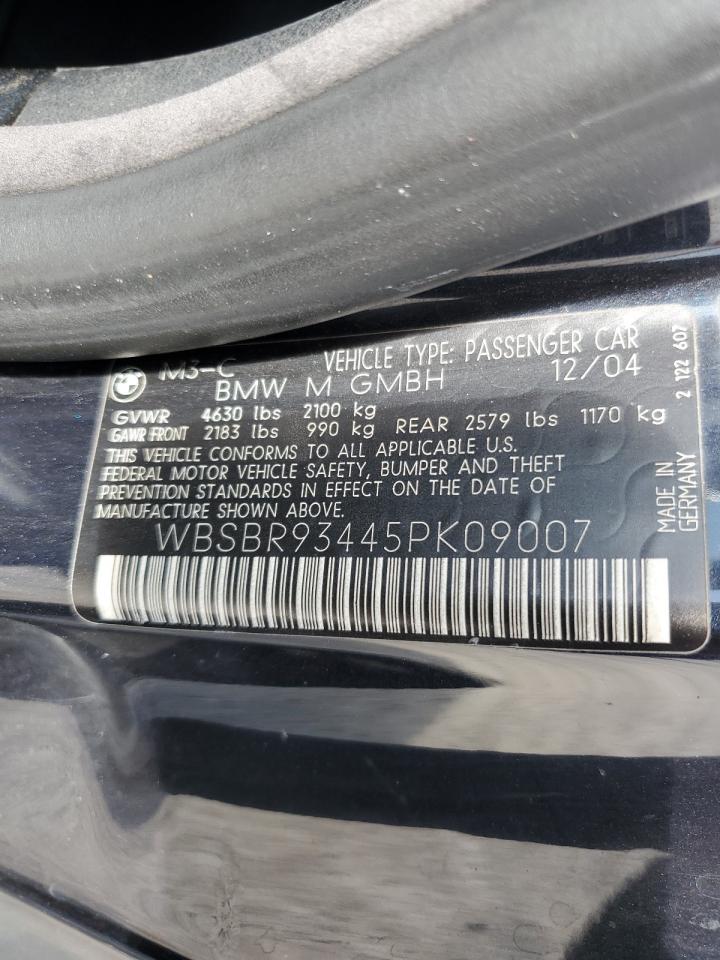 M3-C VEHICLE TYPE: PASSENGER CAR
BMW M GMBH 12/04
GVWR 4630 lbs 2100 kg
GAWR FRONT 2183 lbs 990 kg REAR 2579 lbs 1170 kg
THIS VEHICLE CONFORMS TO ALL APPLICABLE U.S.
FEDERAL MOTOR VEHICLE SAFETY, BUMPER AND THEFT
PREVENTION STANDARDS IN EFFECT ON THE DATE OF
MANUFACTURE SHOWN ABOVE.
WBSBR93445PK09007
2 122 607
MADE IN
GERMANY